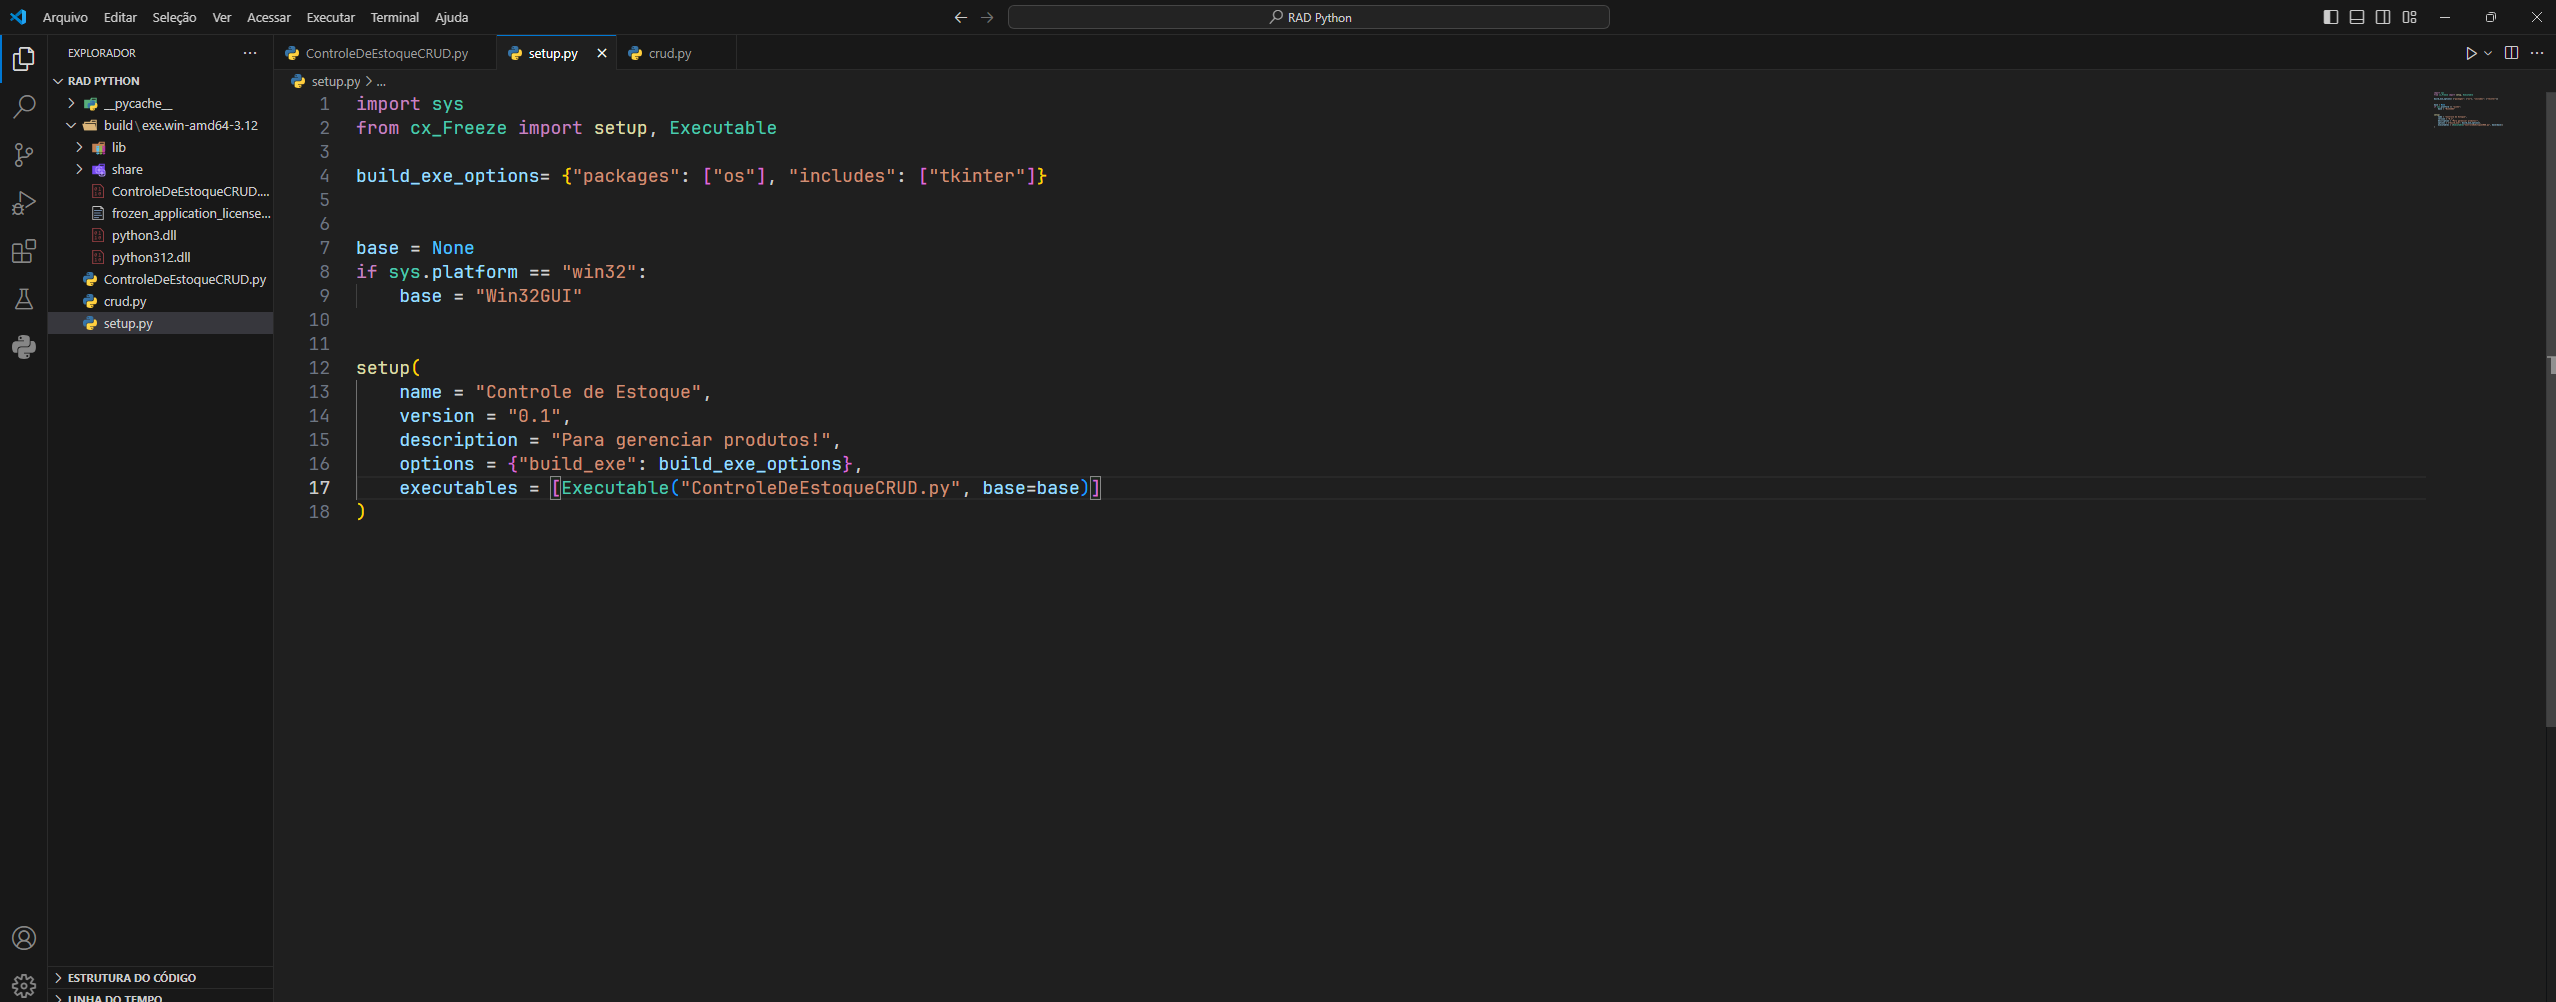 Arquivo Editar Seleção Ver Acessar Executar Terminal Ajuda
RAD Python
EXPLORADOR
RAD PYTHON
__pycache__
build\exe.win-amd64-3.12
lib
share
ControleDeEstoqueCRUD....
frozen_application_license...
python3.dll
python312.dll
ControleDeEstoqueCRUD.py
crud.py
setup.py
ESTRUTURA DO CÓDIGO
LINHA DO TEMPO
ControleDeEstoqueCRUD.py setup.py crud.py
setup.py > ...
1 import sys
2 from cx_Freeze import setup, Executable
3
4 build_exe_options= {"packages": ["os"], "includes": ["tkinter"]}
5
6
7 base = None
8 if sys.platform == "win32":
9     base = "Win32GUI"
10
11
12 setup(
13     name = "Controle de Estoque",
14     version = "0.1",
15     description = "Para gerenciar produtos!",
16     options = {"build_exe": build_exe_options},
17     executables = [Executable("ControleDeEstoqueCRUD.py", base=base)]
18 )